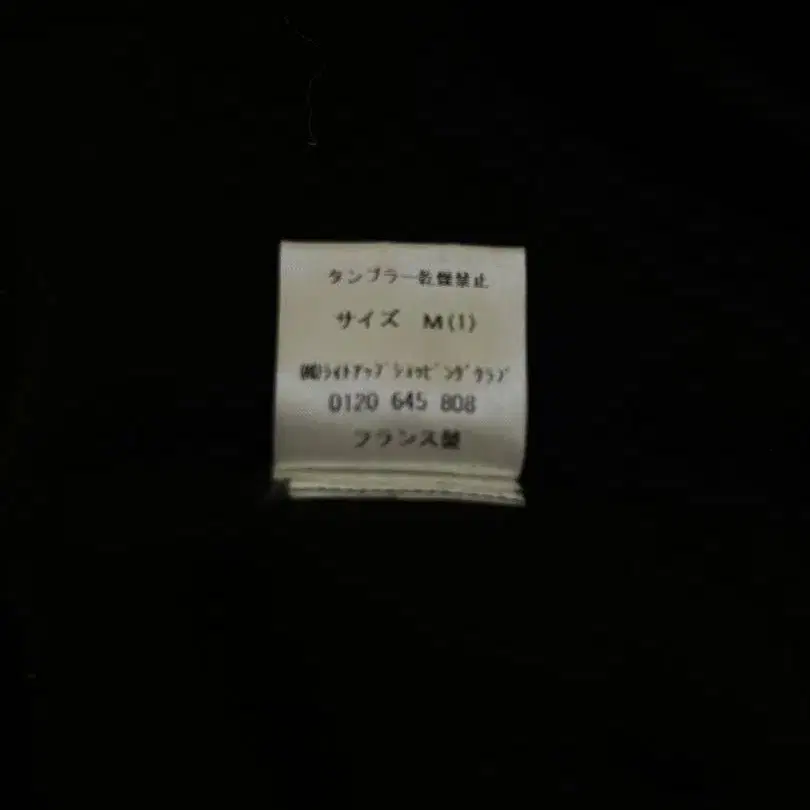 タンブラー乾燥禁止
サイズ M(1)
㈱ﾗｲﾄｱｯﾌﾟｼｮｯﾋﾟﾝｸﾞｸﾗﾌﾞ
0120 645 808
フランス製